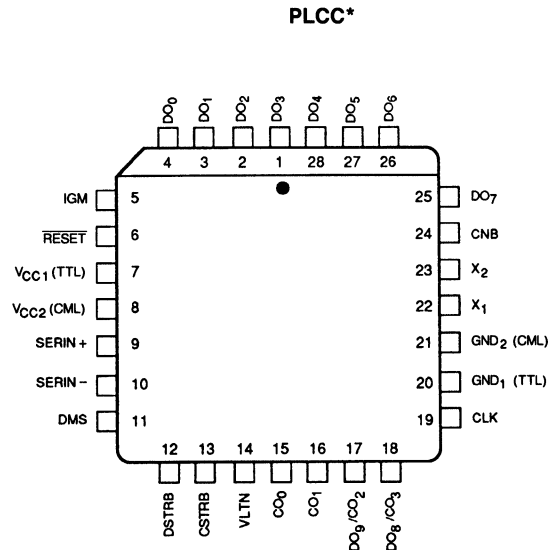 PLCC*
DO0 DO1 DO2 DO3 DO4 DO5 DO6
4 3 2 1 28 27 26
IGM 5 25 DO7
RESET 6 24 CNB
VCC1 (TTL) 7 23 X2
VCC2 (CML) 8 22 X1
SERIN + 9 21 GND2 (CML)
SERIN − 10 20 GND1 (TTL)
DMS 11 19 CLK
12 13 14 15 16 17 18
DSTRB CSTRB VLTN CO0 CO1 DO9/CO2 DO8/CO3